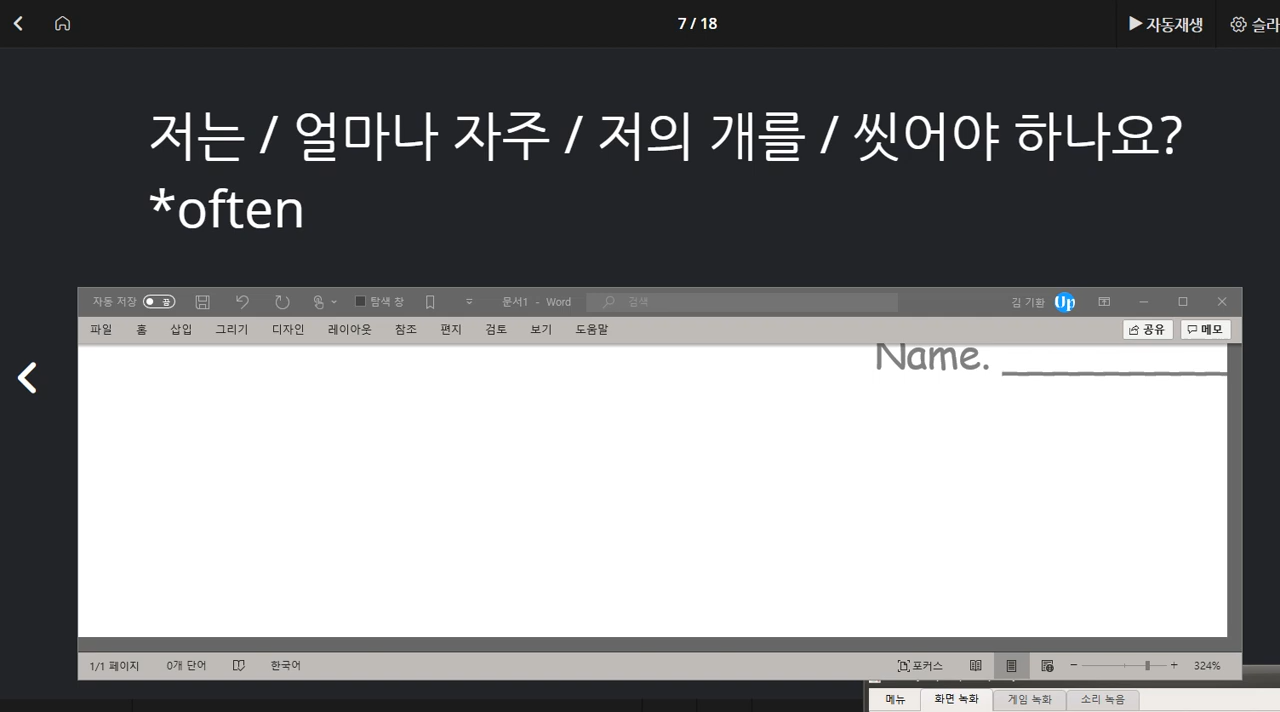 7 / 18
자동재생
슬라
저는 / 얼마나 자주 / 저의 개를 / 씻어야 하나요?
*often
자동 저장 끔 탐색 창 문서1 - Word 검색 김 기환 Up
파일 홈 삽입 그리기 디자인 레이아웃 참조 편지 검토 보기 도움말 공유 메모
Name. ____________
1/1 페이지 0개 단어 한국어 포커스 324%
메뉴 화면 녹화 게임 녹화 소리 녹음